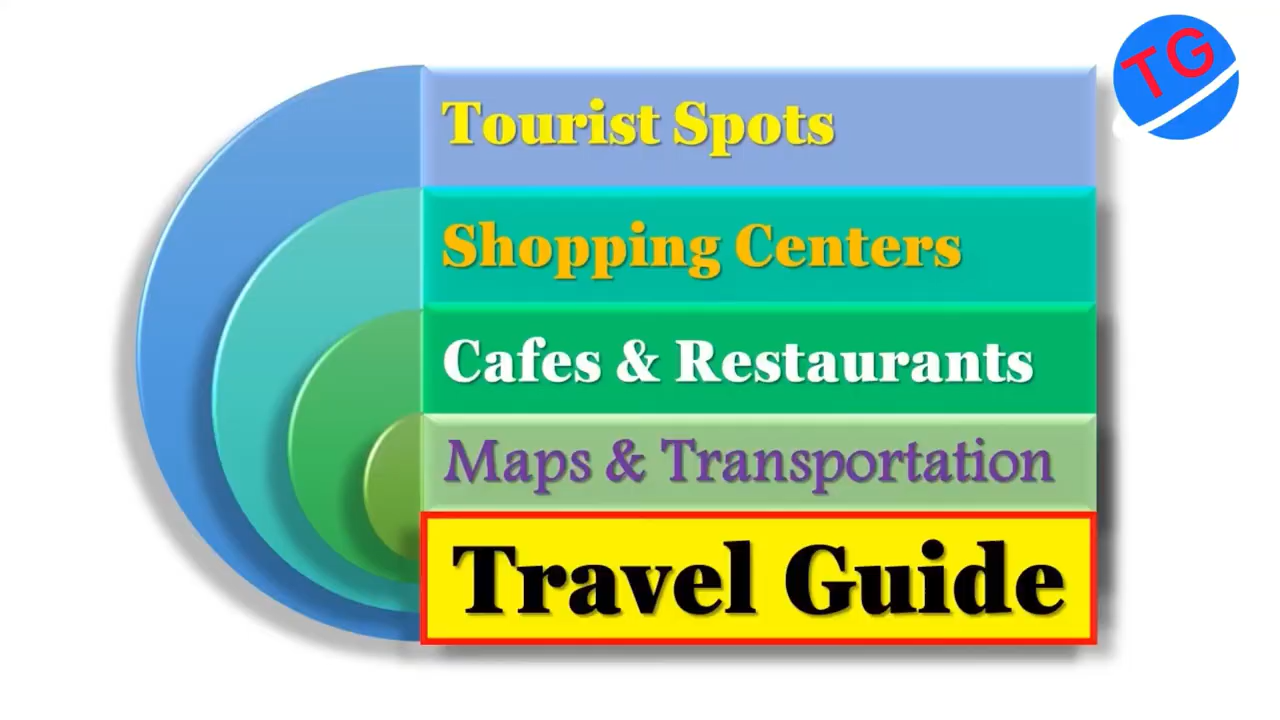 TG
Tourist Spots
Shopping Centers
Cafes & Restaurants
Maps & Transportation
Travel Guide